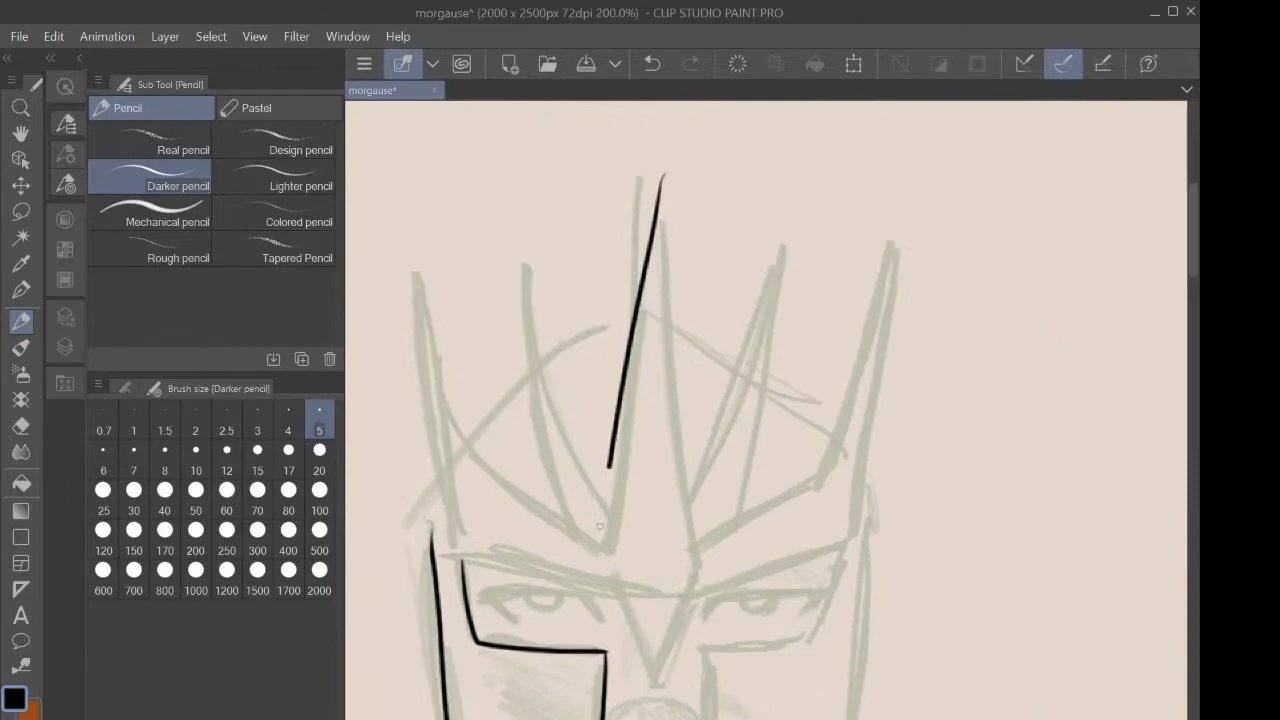 morgause* (2000 x 2500px 72dpi 200.0%) - CLIP STUDIO PAINT PRO
File Edit Animation Layer Select View Filter Window Help
Sub Tool [Pencil]
morgause*
Pencil Pastel
Real pencil Design pencil
Darker pencil Lighter pencil
Mechanical pencil Colored pencil
Rough pencil Tapered Pencil
Brush size [Darker pencil]
0.7 1 1.5 2 2.5 3 4 5
6 7 8 10 12 15 17 20
25 30 40 50 60 70 80 100
120 150 170 200 250 300 400 500
600 700 800 1000 1200 1500 1700 2000